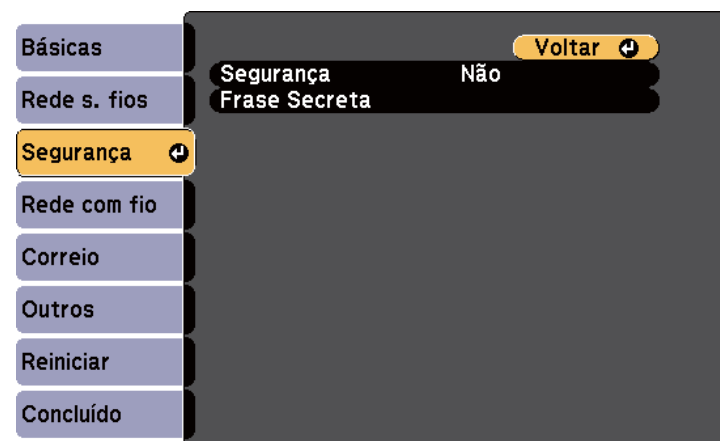 Básicas
Rede s. fios
Segurança
Rede com fio
Correio
Outros
Reiniciar
Concluído
Voltar
Segurança Não
Frase Secreta